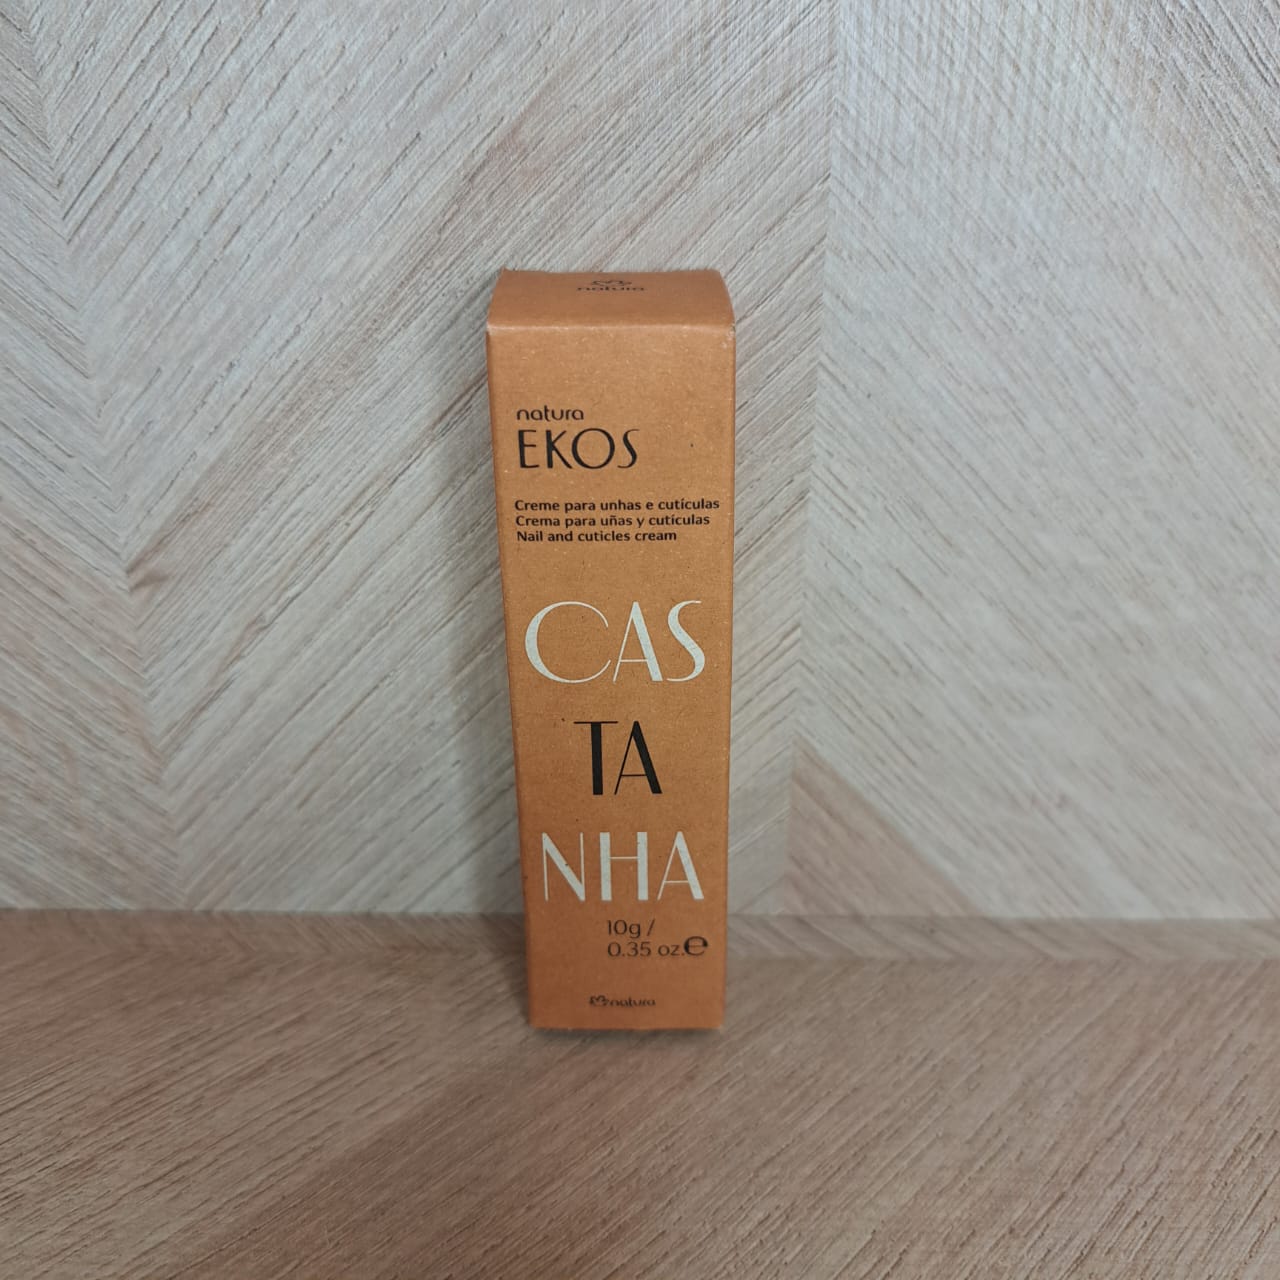 natura
natura
EKOS
Creme para unhas e cutículas
Crema para uñas y cutículas
Nail and cuticles cream
CAS
TA
NHA
10g /
0.35 oz.℮
natura